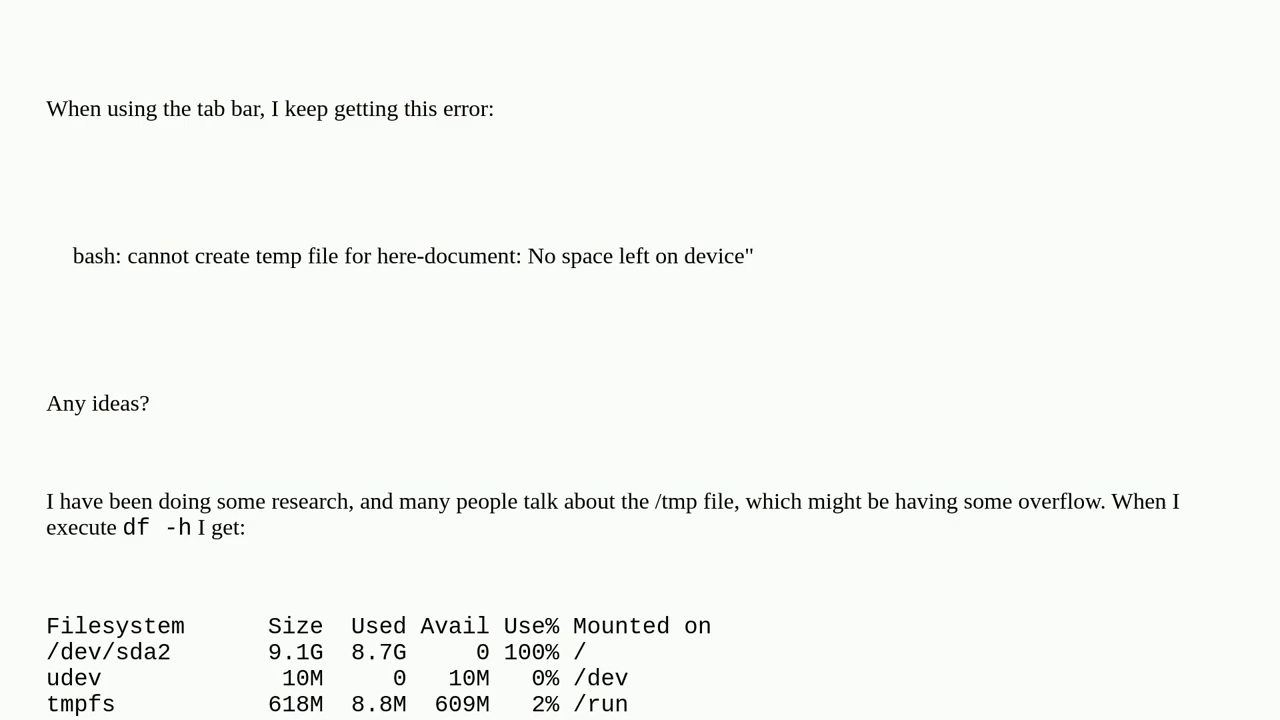 When using the tab bar, I keep getting this error:
bash: cannot create temp file for here-document: No space left on device"
Any ideas?
I have been doing some research, and many people talk about the /tmp file, which might be having some overflow. When I
execute df -h I get:
Filesystem      Size  Used Avail Use% Mounted on
/dev/sda2       9.1G  8.7G     0 100% /
udev             10M     0   10M   0% /dev
tmpfs           618M  8.8M  609M   2% /run